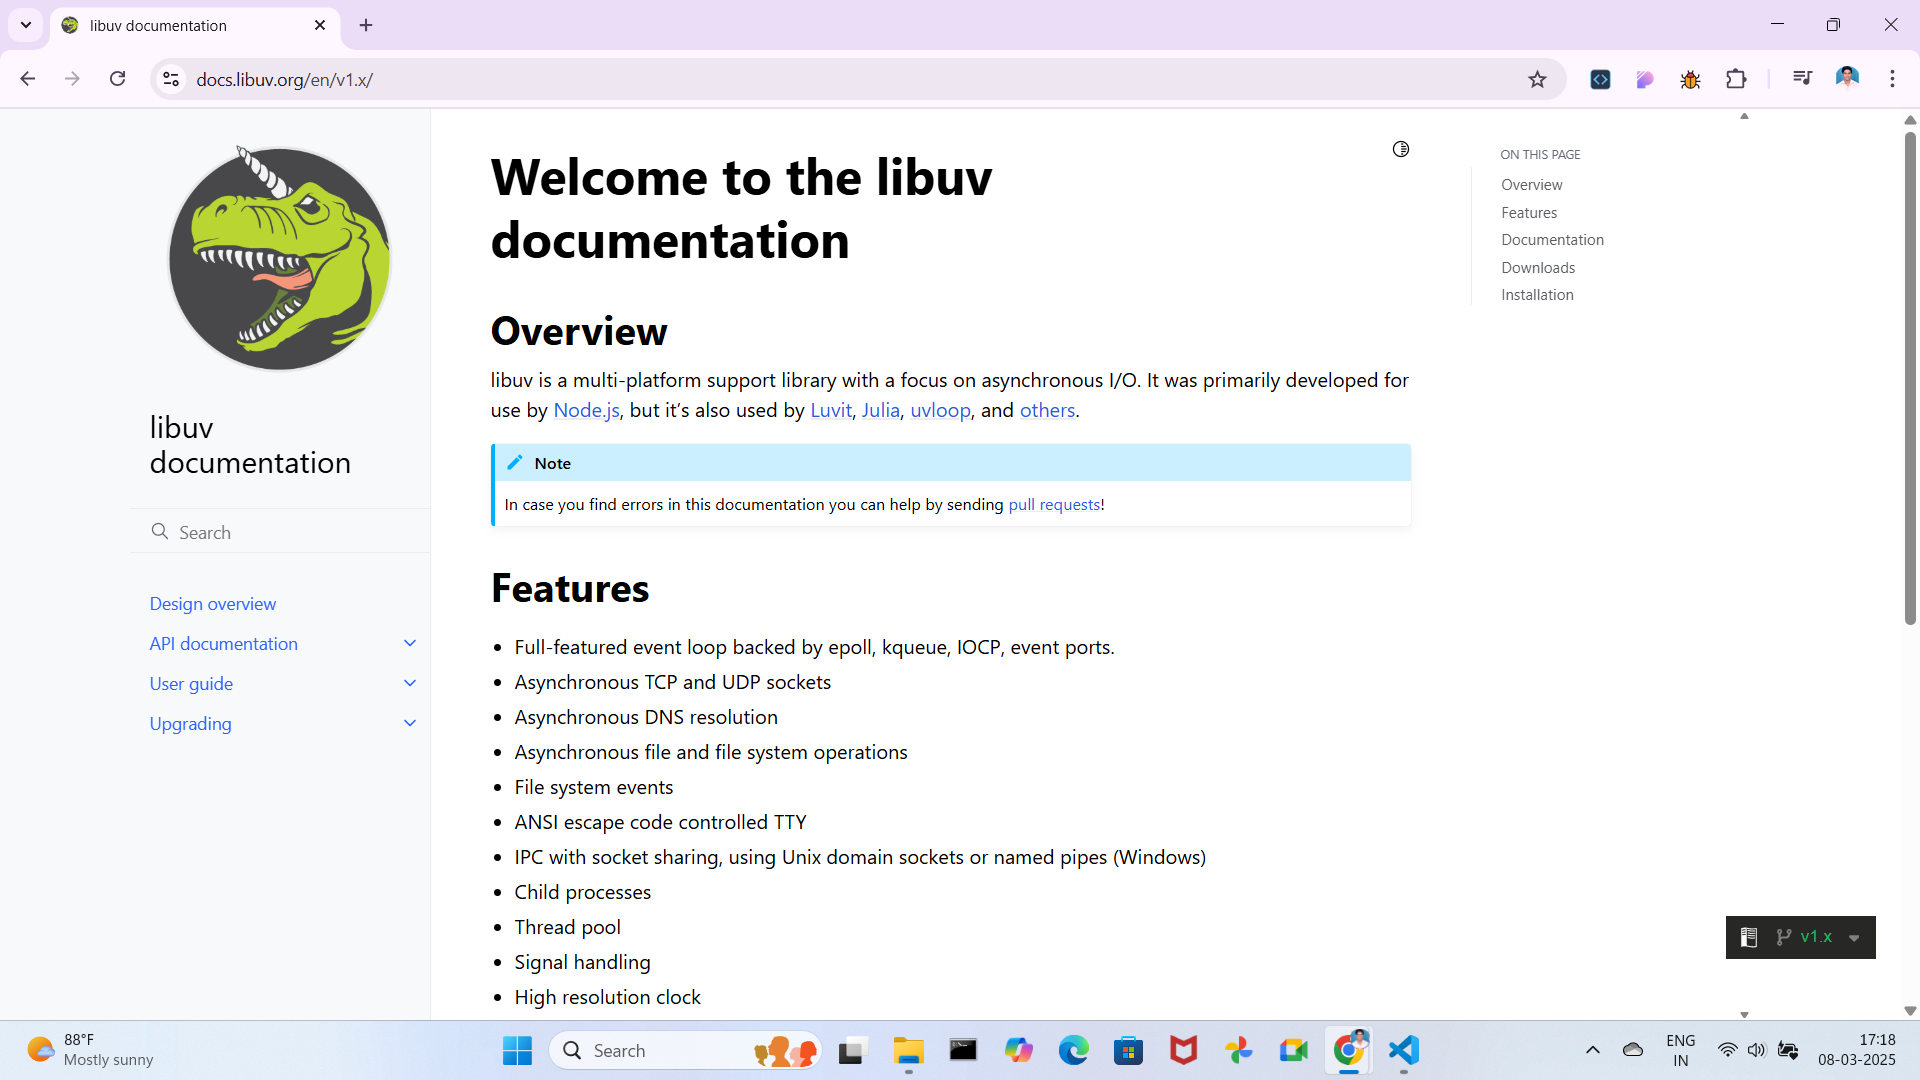 libuv documentation
docs.libuv.org/en/v1.x/
libuv
documentation
Search
Design overview
API documentation
User guide
Upgrading
Welcome to the libuv
documentation
Overview
libuv is a multi-platform support library with a focus on asynchronous I/O. It was primarily developed for
use by Node.js, but it’s also used by Luvit, Julia, uvloop, and others.
Note
In case you find errors in this documentation you can help by sending pull requests!
Features
• Full-featured event loop backed by epoll, kqueue, IOCP, event ports.
• Asynchronous TCP and UDP sockets
• Asynchronous DNS resolution
• Asynchronous file and file system operations
• File system events
• ANSI escape code controlled TTY
• IPC with socket sharing, using Unix domain sockets or named pipes (Windows)
• Child processes
• Thread pool
• Signal handling
• High resolution clock
ON THIS PAGE
Overview
Features
Documentation
Downloads
Installation
v1.x
88°F
Mostly sunny
Search
ENG
IN
17:18
08-03-2025